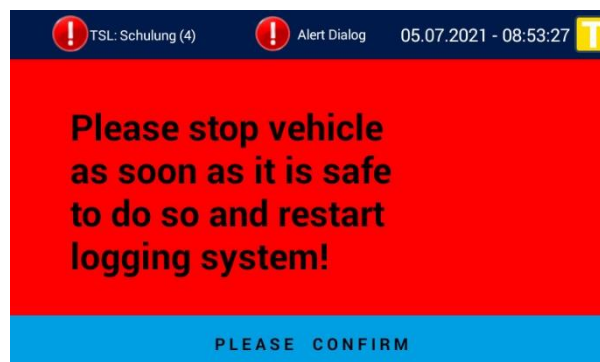 TSL: Schulung (4) Alert Dialog 05.07.2021 - 08:53:27 T
Please stop vehicle
as soon as it is safe
to do so and restart
logging system!
PLEASE CONFIRM